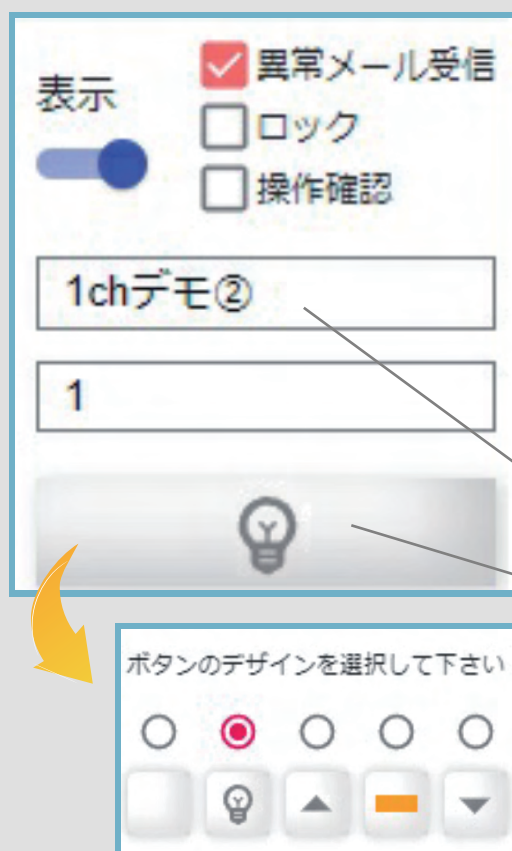 表示
異常メール受信
ロック
操作確認
1chデモ②
1
ボタンのデザインを選択して下さい